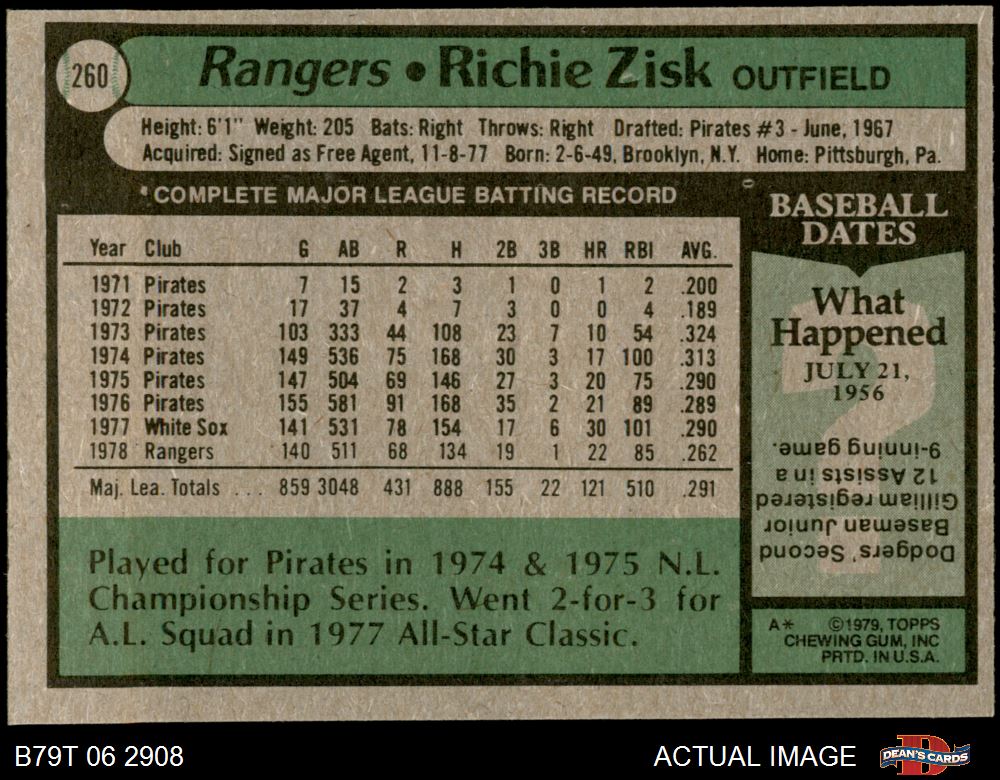 260
Rangers • Richie Zisk OUTFIELD
Height: 6'1" Weight: 205 Bats: Right Throws: Right Drafted: Pirates #3 - June, 1967
Acquired: Signed as Free Agent, 11-8-77 Born: 2-6-49, Brooklyn, N.Y. Home: Pittsburgh, Pa.
COMPLETE MAJOR LEAGUE BATTING RECORD
Year Club G AB R H 2B 3B HR RBI AVG.
1971 Pirates 7 15 2 3 1 0 1 2 .200
1972 Pirates 17 37 4 7 3 0 0 4 .189
1973 Pirates 103 333 44 108 23 7 10 54 .324
1974 Pirates 149 536 75 168 30 3 17 100 .313
1975 Pirates 147 504 69 146 27 3 20 75 .290
1976 Pirates 155 581 91 168 35 2 21 89 .289
1977 White Sox 141 531 78 154 17 6 30 101 .290
1978 Rangers 140 511 68 134 19 1 22 85 .262
Maj. Lea. Totals ... 859 3048 431 888 155 22 121 510 .291
Played for Pirates in 1974 & 1975 N.L.
Championship Series. Went 2-for-3 for
A.L. Squad in 1977 All-Star Classic.
BASEBALL
DATES
What
Happened
JULY 21,
1956
?
Dodgers' Second
Baseman Junior
Gilliam registered
12 Assists in a
9-inning game.
A* ©1979, TOPPS
CHEWING GUM, INC
PRTD. IN U.S.A.
B79T 06 2908
ACTUAL IMAGE
D
DEAN'S CARDS